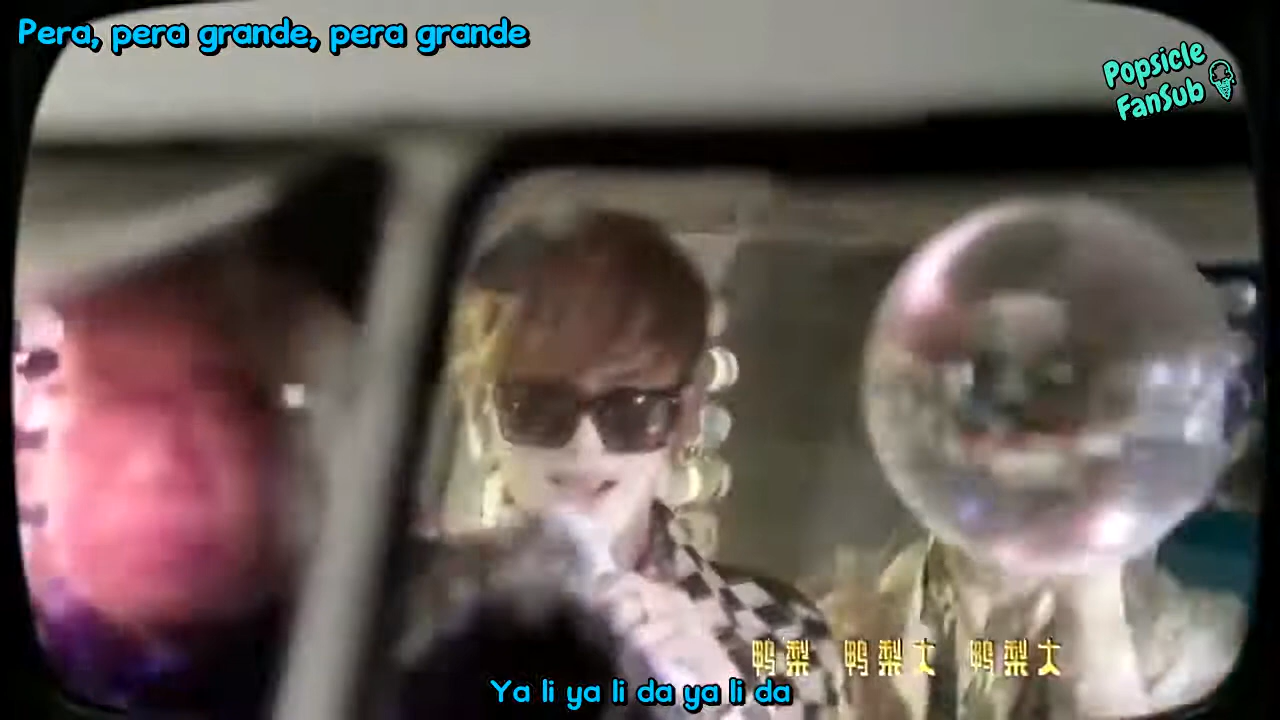 Pera, pera grande, pera grande
Popsicle
FanSub
鸭梨 鸭梨大 鸭梨大
Ya li ya li da ya li da